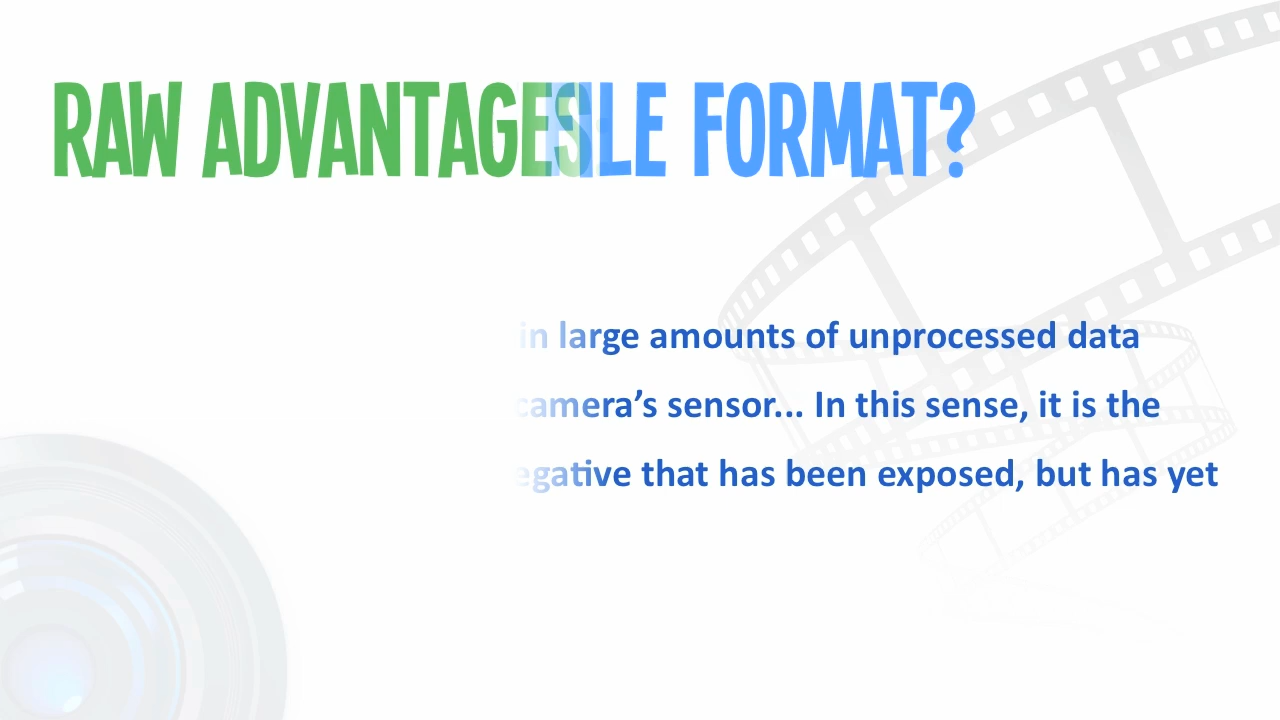 RAW ADVANTAGES LE FORMAT?
in large amounts of unprocessed data
camera’s sensor... In this sense, it is the
egative that has been exposed, but has yet